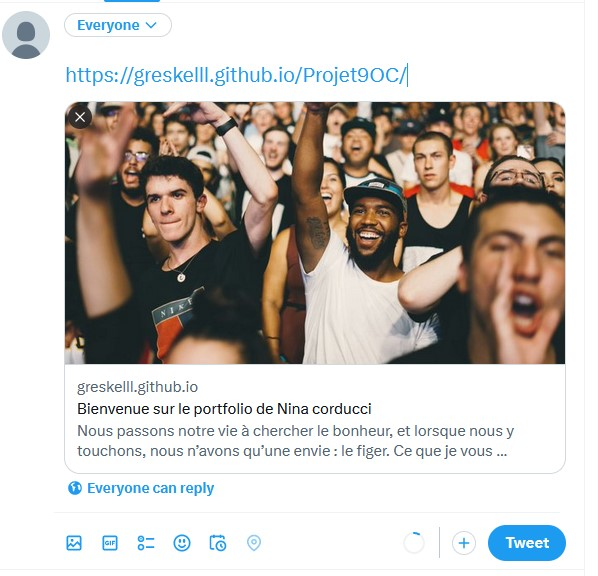 Everyone
https://greskelll.github.io/Projet9OC/
NIKE
greskelll.github.io
Bienvenue sur le portfolio de Nina corducci
Nous passons notre vie à chercher le bonheur, et lorsque nous y
touchons, nous n’avons qu’une envie : le figer. Ce que je vous ...
Everyone can reply
GIF
Tweet